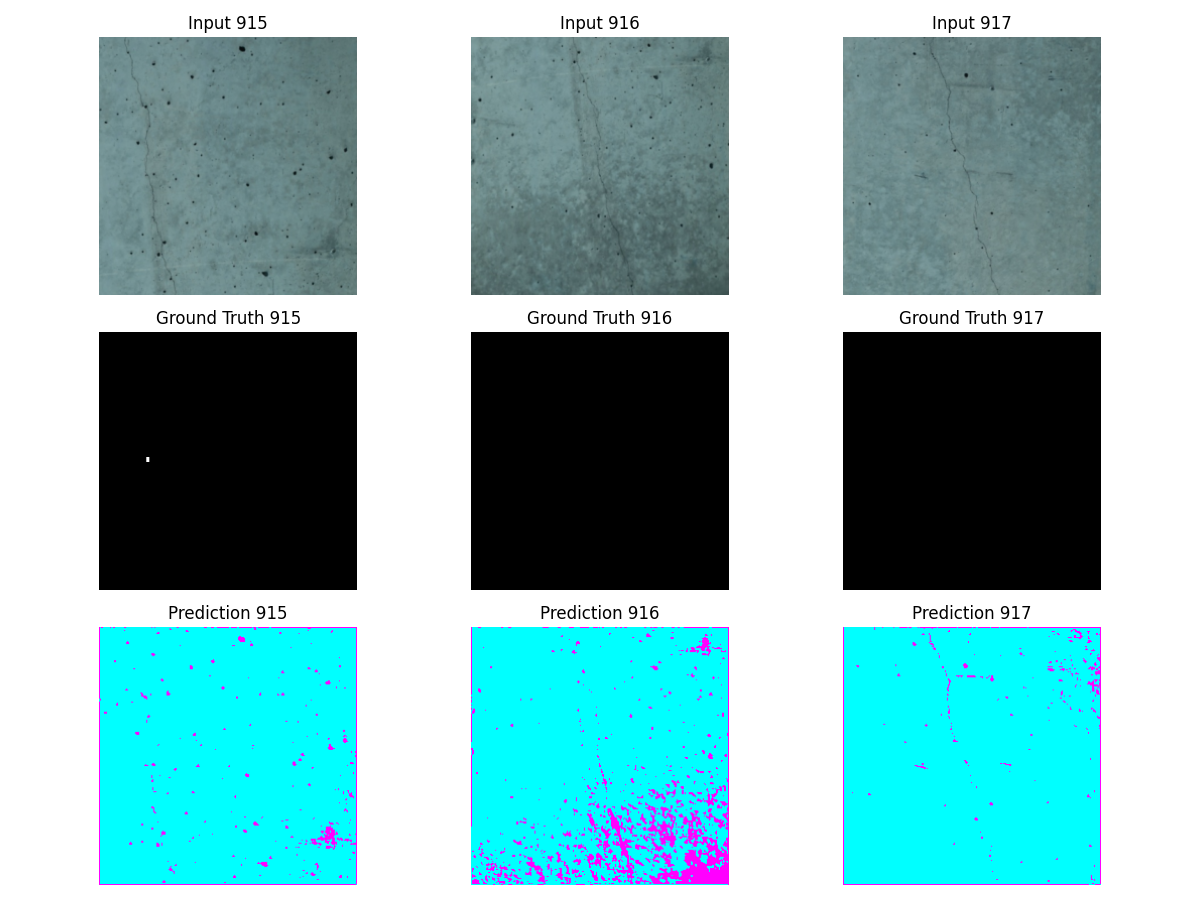 Input 915
Input 916
Input 917
Ground Truth 915
Ground Truth 916
Ground Truth 917
Prediction 915
Prediction 916
Prediction 917